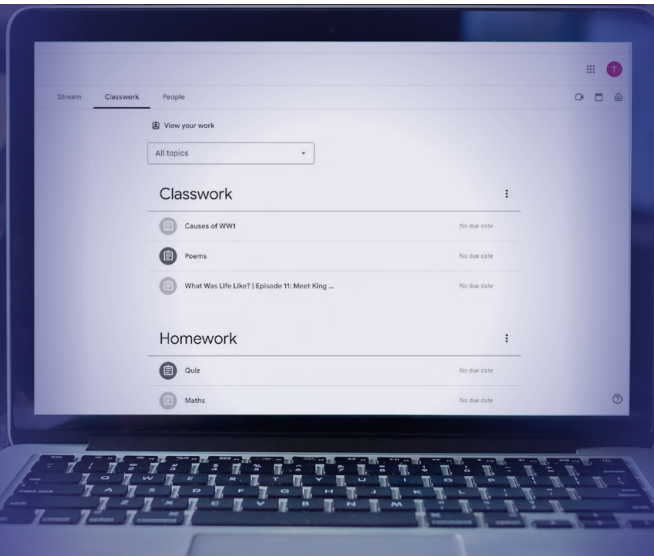 T
Stream Classwork People
View your work
All topics
Classwork
Causes of WW1 No due date
Poems No due date
What Was Life Like? | Episode 11: Meet King ... No due date
Homework
Quiz No due date
Maths No due date
Q W E R T Y U I O P
A S D F G H J K L
C V B N M